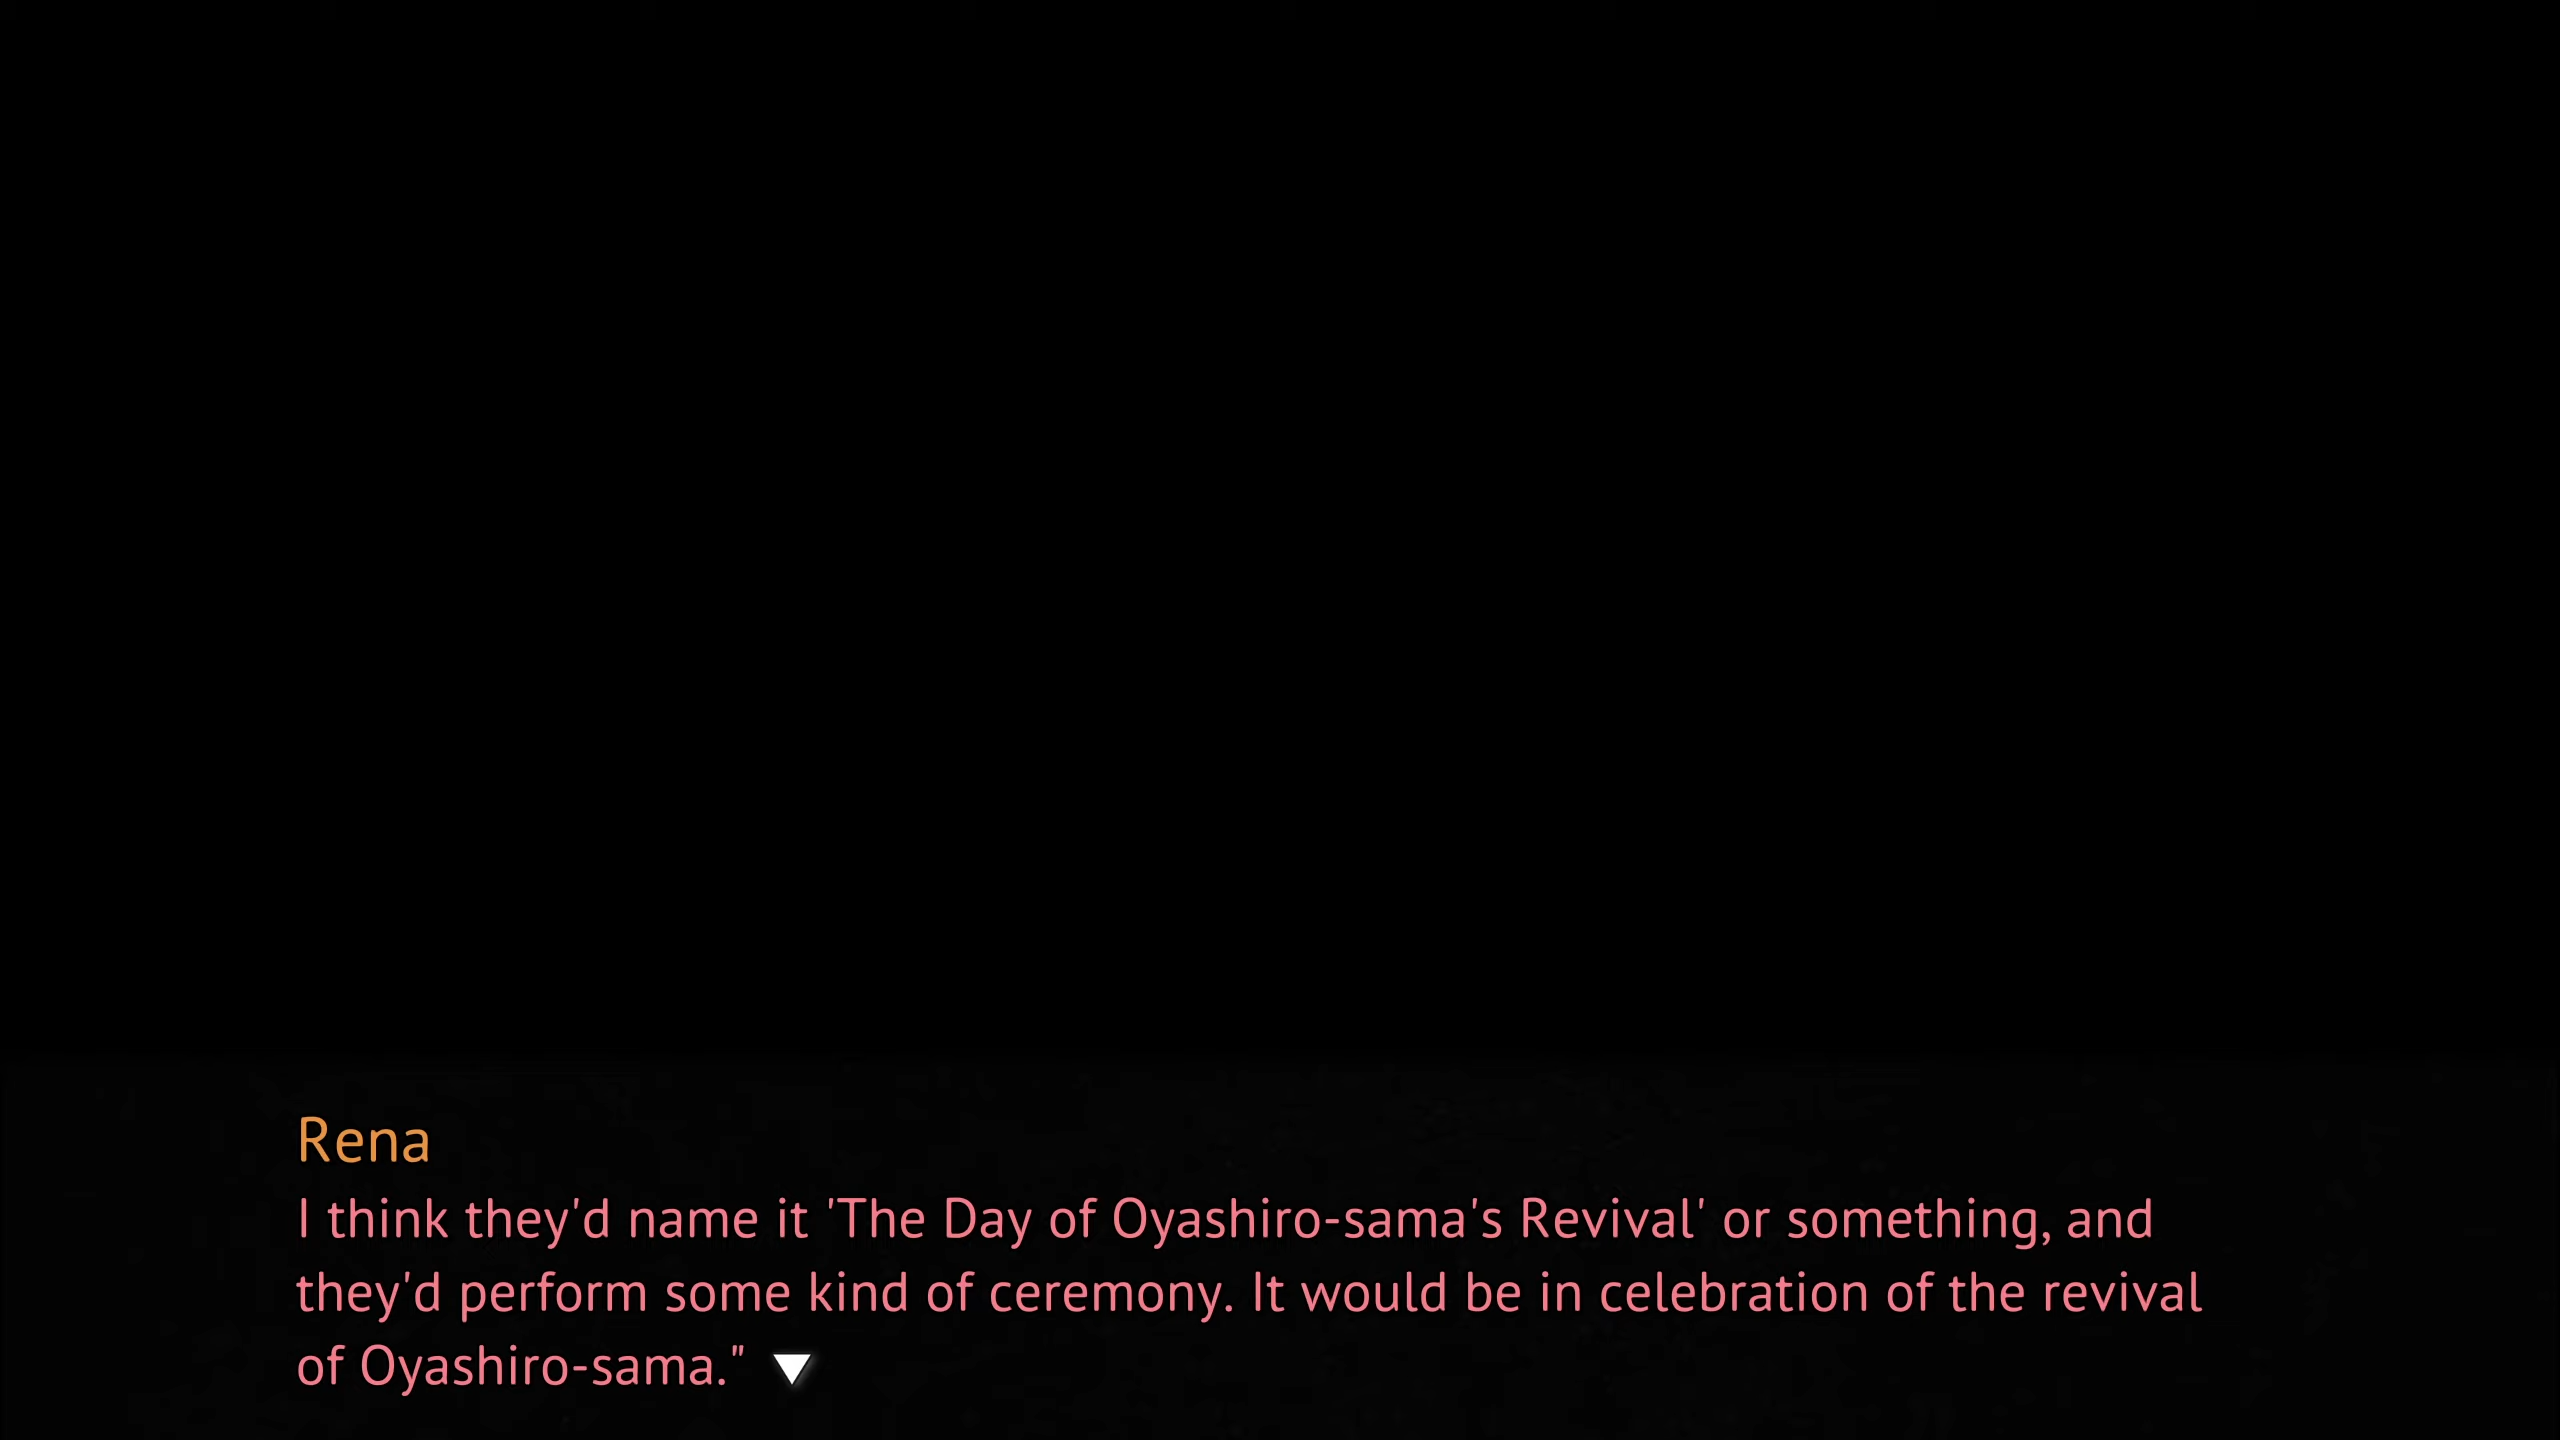 Rena
I think they'd name it 'The Day of Oyashiro-sama's Revival' or something, and
they'd perform some kind of ceremony. It would be in celebration of the revival
of Oyashiro-sama."